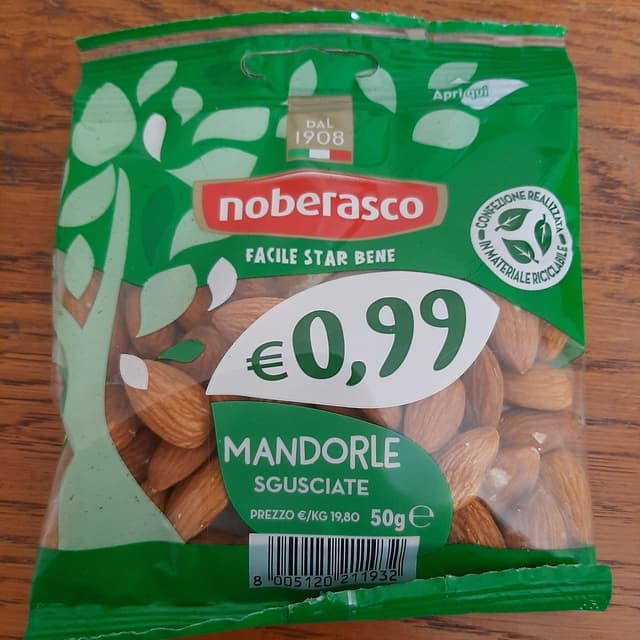 Apri qui
DAL
1908
noberasco
FACILE STAR BENE
CONFEZIONE REALIZZATA
IN MATERIALE RICICLABILE
€0,99
MANDORLE
SGUSCIATE
PREZZO €/KG 19,80 50g ℮
8 005120 211932